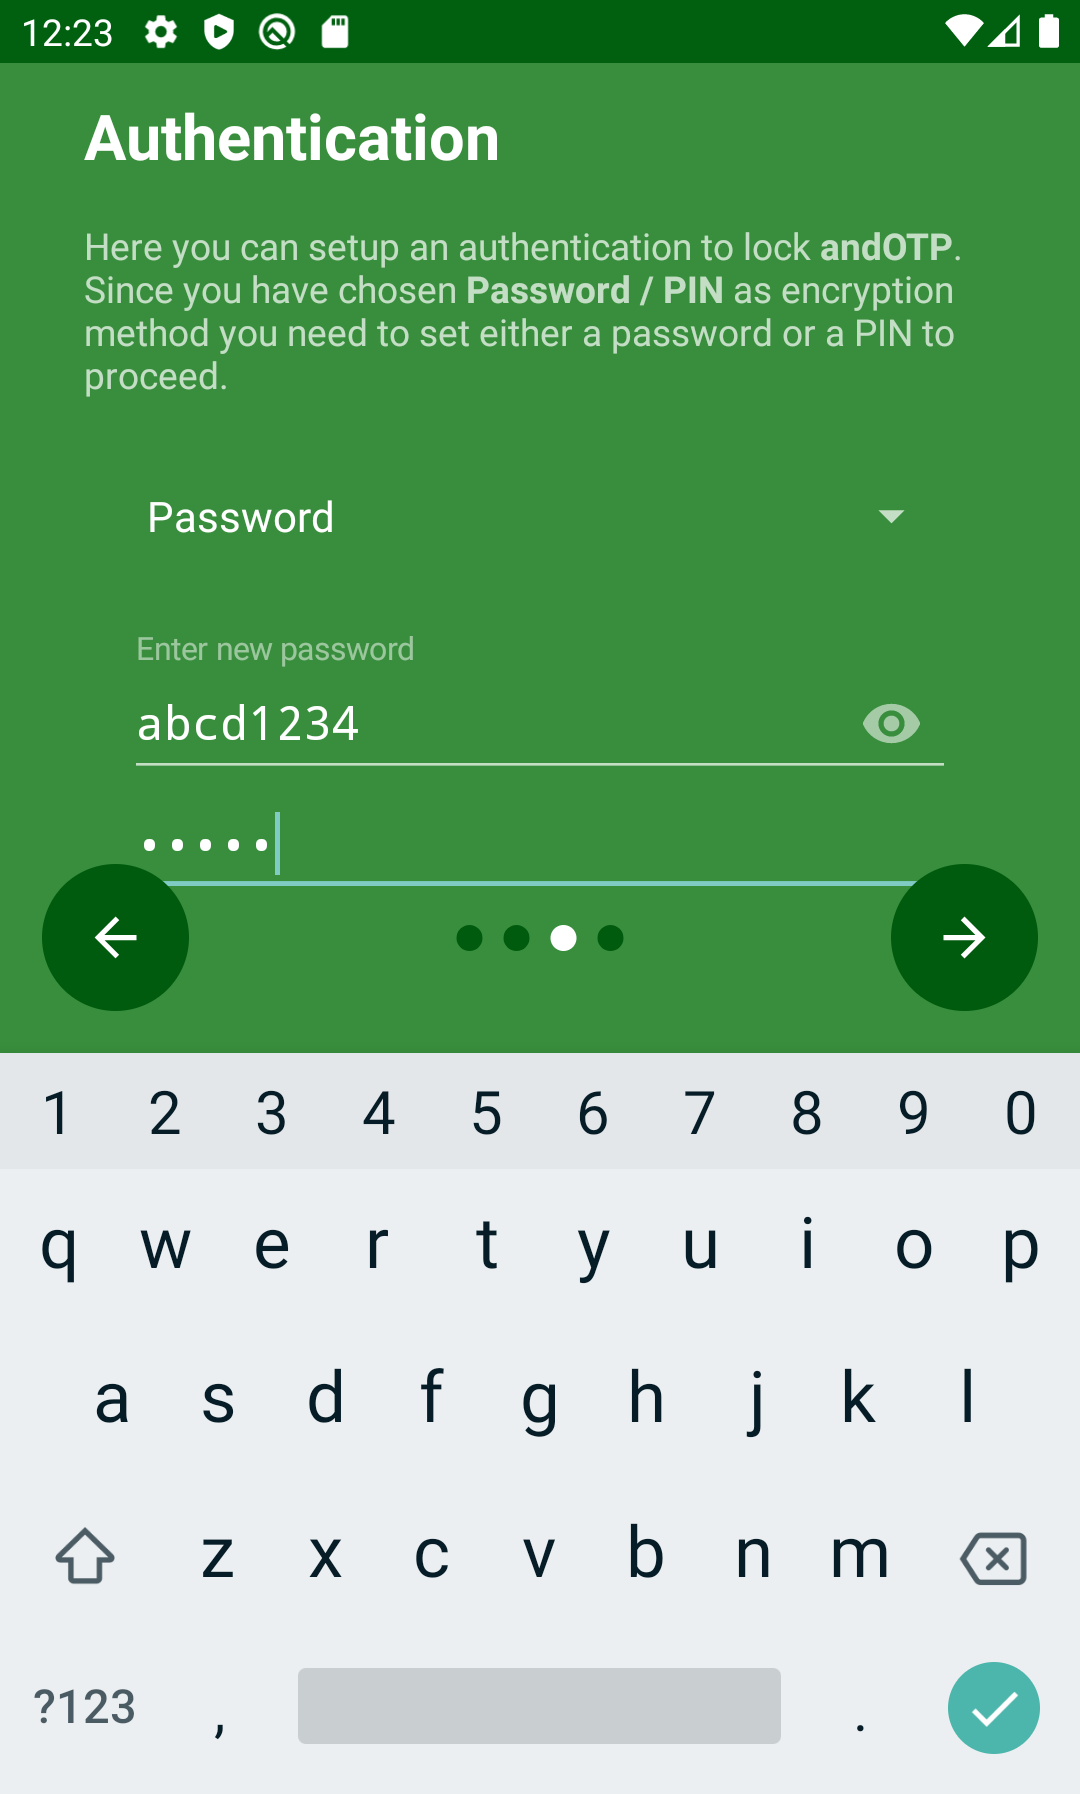 12:23
Authentication
Here you can setup an authentication to lock andOTP.
Since you have chosen Password / PIN as encryption
method you need to set either a password or a PIN to
proceed.
Password
Enter new password
abcd1234
•••••
1 2 3 4 5 6 7 8 9 0
q w e r t y u i o p
a s d f g h j k l
z x c v b n m
?123 , .